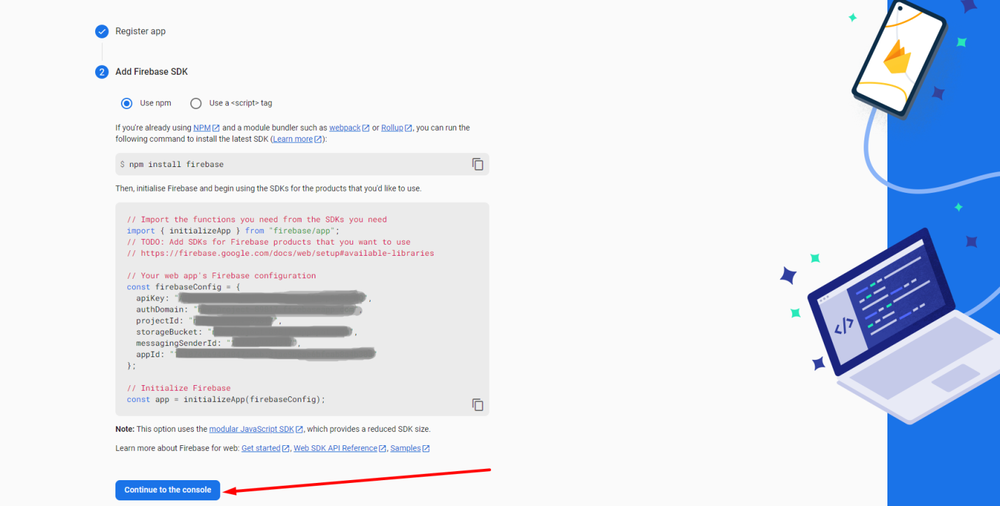 Register app
2 Add Firebase SDK
Use npm Use a <script> tag
If you're already using NPM and a module bundler such as webpack or Rollup, you can run the
following command to install the latest SDK (Learn more):
$ npm install firebase
Then, initialise Firebase and begin using the SDKs for the products that you'd like to use.
// Import the functions you need from the SDKs you need
import { initializeApp } from "firebase/app";
// TODO: Add SDKs for Firebase products that you want to use
// https://firebase.google.com/docs/web/setup#available-libraries
// Your web app's Firebase configuration
const firebaseConfig = {
apiKey: " ,
authDomain: "
projectId: " ",
storageBucket: " ,
messagingSenderId: " ,
appId: "
};
// Initialize Firebase
const app = initializeApp(firebaseConfig);
Note: This option uses the modular JavaScript SDK, which provides a reduced SDK size.
Learn more about Firebase for web: Get started, Web SDK API Reference, Samples
Continue to the console
</>